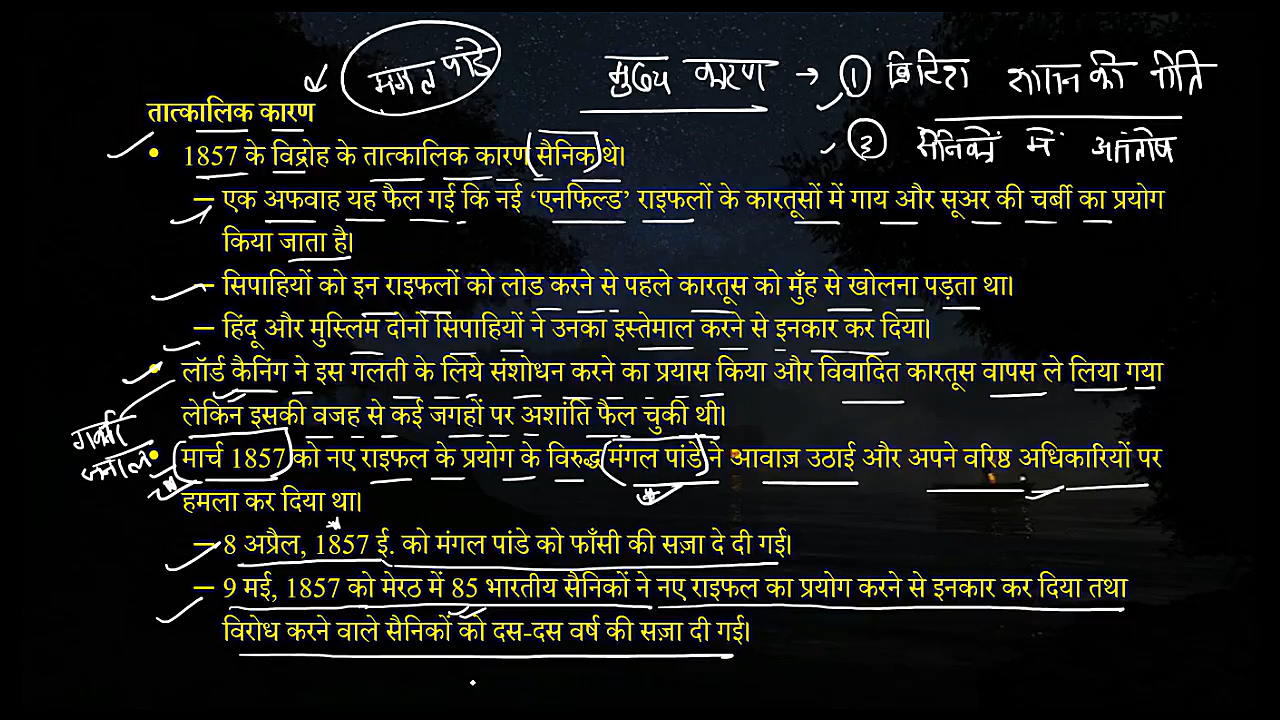 मंगल पांडे
मुख्य कारण → ① ब्रिटिश शासन की नीति
② सैनिकों में असंतोष
तात्कालिक कारण
• 1857 के विद्रोह के तात्कालिक कारण सैनिक थे।
– एक अफवाह यह फैल गई कि नई ‘एनफिल्ड’ राइफलों के कारतूसों में गाय और सूअर की चर्बी का प्रयोग
किया जाता है।
– सिपाहियों को इन राइफलों को लोड करने से पहले कारतूस को मुँह से खोलना पड़ता था।
– हिंदू और मुस्लिम दोनों सिपाहियों ने उनका इस्तेमाल करने से इनकार कर दिया।
• लॉर्ड कैनिंग ने इस गलती के लिये संशोधन करने का प्रयास किया और विवादित कारतूस वापस ले लिया गया
लेकिन इसकी वजह से कई जगहों पर अशांति फैल चुकी थी।
गवर्नर
जनरल
• मार्च 1857 को नए राइफल के प्रयोग के विरुद्ध मंगल पांडे ने आवाज़ उठाई और अपने वरिष्ठ अधिकारियों पर
हमला कर दिया था।
– 8 अप्रैल, 1857 ई. को मंगल पांडे को फाँसी की सज़ा दे दी गई।
– 9 मई, 1857 को मेरठ में 85 भारतीय सैनिकों ने नए राइफल का प्रयोग करने से इनकार कर दिया तथा
विरोध करने वाले सैनिकों को दस-दस वर्ष की सज़ा दी गई।